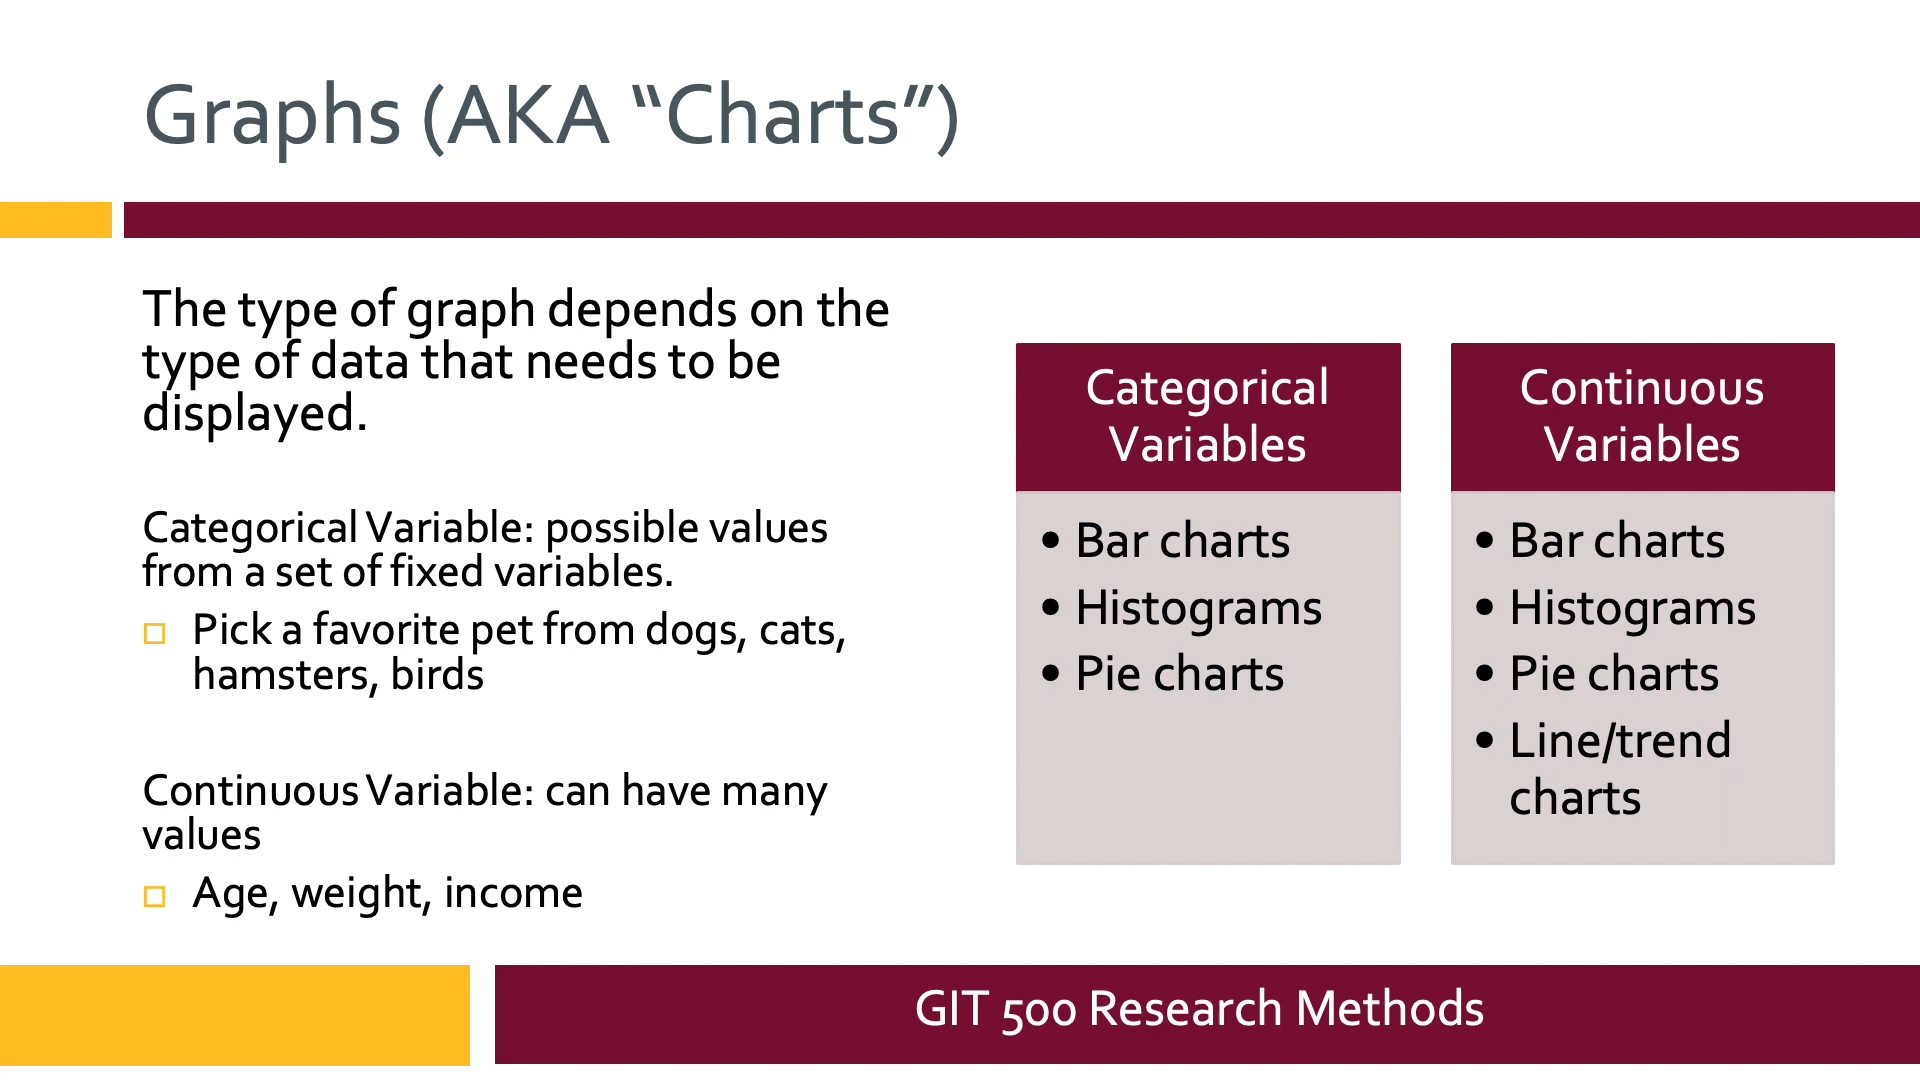 Graphs (AKA “Charts”)
The type of graph depends on the
type of data that needs to be
displayed.
Categorical Variable: possible values
from a set of fixed variables.
Pick a favorite pet from dogs, cats,
hamsters, birds
Continuous Variable: can have many
values
Age, weight, income
Categorical
Variables
• Bar charts
• Histograms
• Pie charts
Continuous
Variables
• Bar charts
• Histograms
• Pie charts
• Line/trend
charts
GIT 500 Research Methods